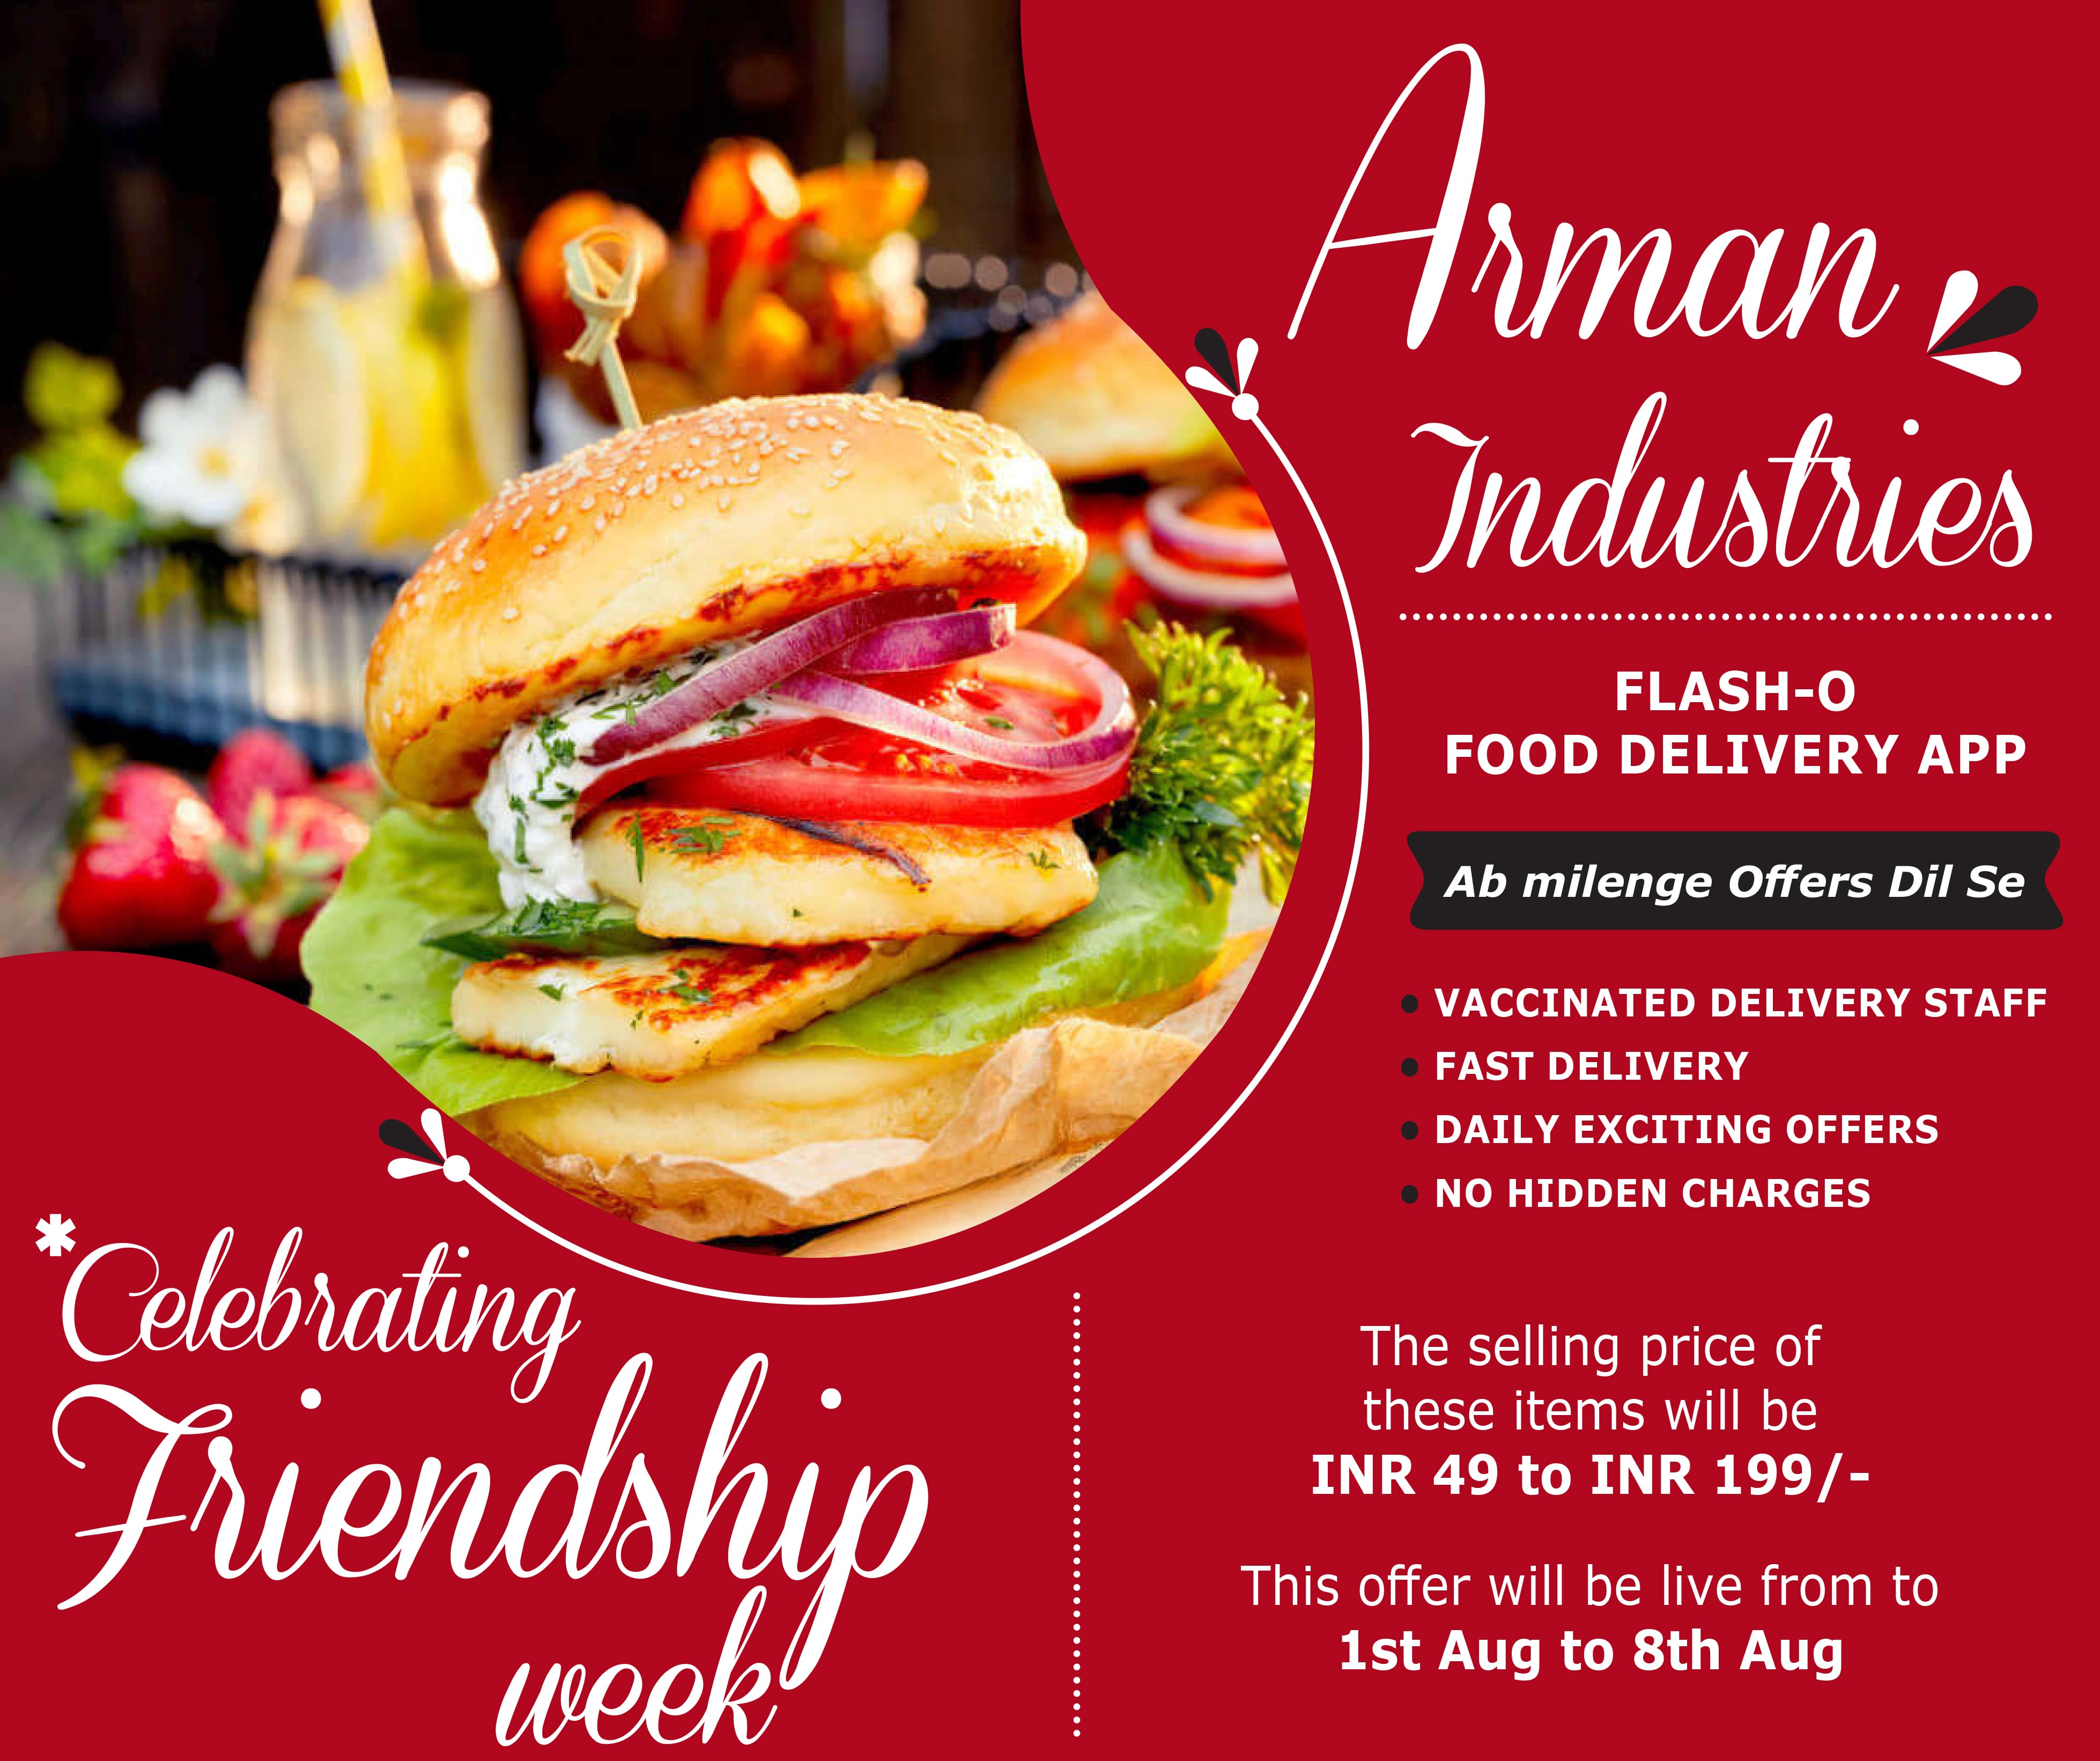 Arman
Industries
FLASH-O
FOOD DELIVERY APP
Ab milenge Offers Dil Se
• VACCINATED DELIVERY STAFF
• FAST DELIVERY
• DAILY EXCITING OFFERS
• NO HIDDEN CHARGES
*Celebrating
Friendship
week
The selling price of
these items will be
INR 49 to INR 199/-
This offer will be live from to
1st Aug to 8th Aug